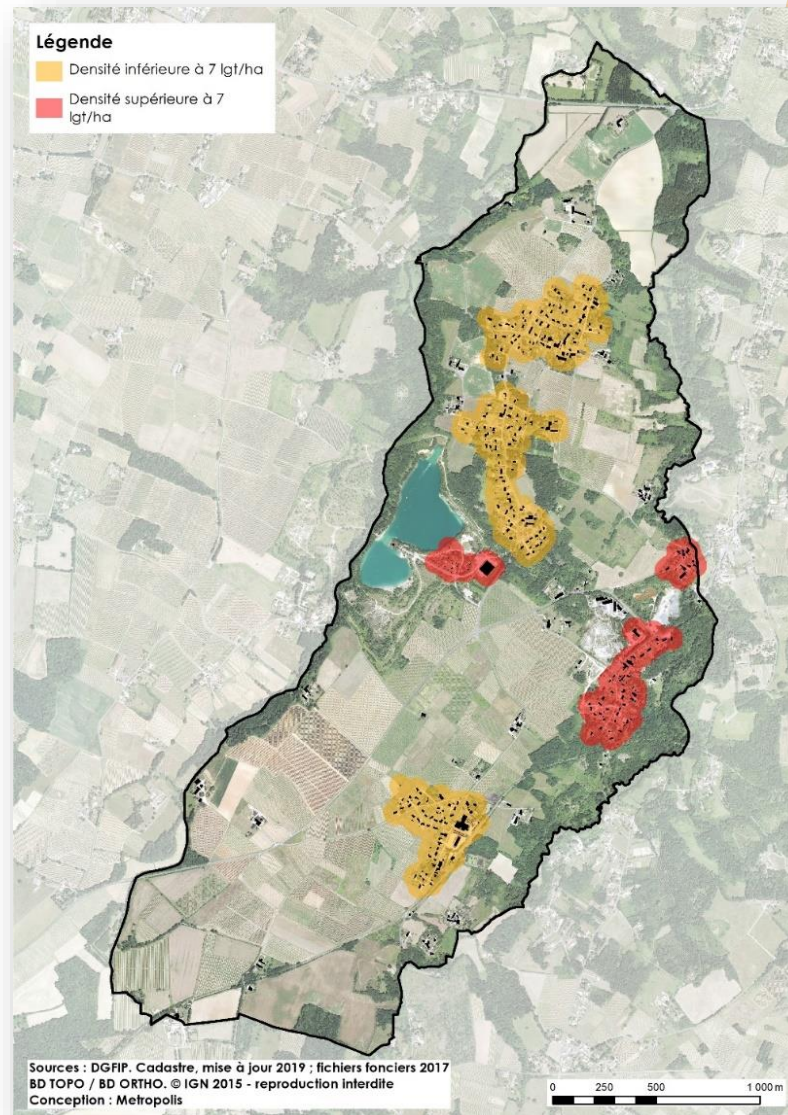 Légende
Densité inférieure à 7 lgt/ha
Densité supérieure à 7
lgt/ha
Sources : DGFIP. Cadastre, mise à jour 2019 ; fichiers fonciers 2017
BD TOPO / BD ORTHO. © IGN 2015 - reproduction interdite
Conception : Metropolis
0 250 500 1 000 m